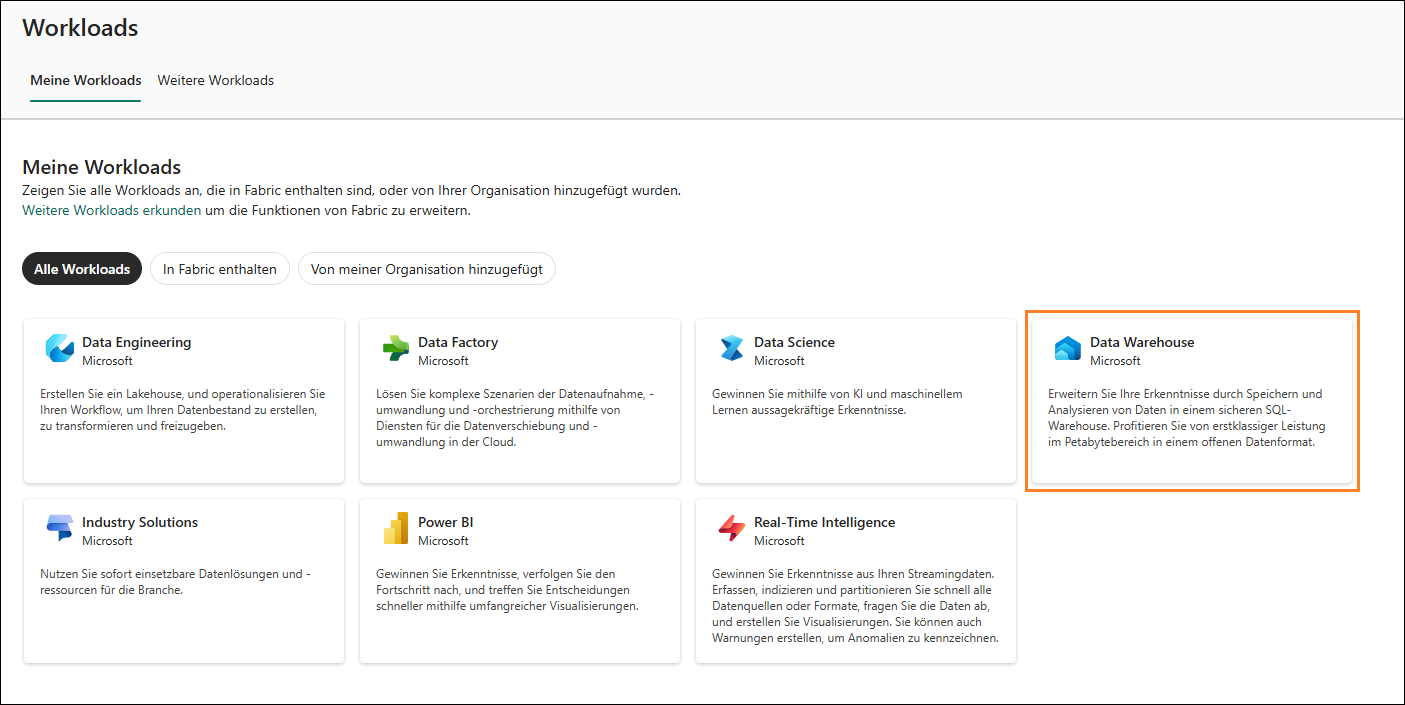 Workloads
Meine Workloads
Weitere Workloads
Meine Workloads
Zeigen Sie alle Workloads an, die in Fabric enthalten sind, oder von Ihrer Organisation hinzugefügt wurden.
Weitere Workloads erkunden um die Funktionen von Fabric zu erweitern.
Alle Workloads
In Fabric enthalten
Von meiner Organisation hinzugefügt
Data Engineering
Microsoft
Erstellen Sie ein Lakehouse, und operationalisieren Sie
Ihren Workflow, um Ihren Datenbestand zu erstellen,
zu transformieren und freizugeben.
Data Factory
Microsoft
Lösen Sie komplexe Szenarien der Datenaufnahme, -
umwandlung und -orchestrierung mithilfe von
Diensten für die Datenverschiebung und -
umwandlung in der Cloud.
Data Science
Microsoft
Gewinnen Sie mithilfe von KI und maschinellem
Lernen aussagekräftige Erkenntnisse.
Data Warehouse
Microsoft
Erweitern Sie Ihre Erkenntnisse durch Speichern und
Analysieren von Daten in einem sicheren SQL-
Warehouse. Profitieren Sie von erstklassiger Leistung
im Petabytebereich in einem offenen Datenformat.
Industry Solutions
Microsoft
Nutzen Sie sofort einsetzbare Datenlösungen und -
ressourcen für die Branche.
Power BI
Microsoft
Gewinnen Sie Erkenntnisse, verfolgen Sie den
Fortschritt nach, und treffen Sie Entscheidungen
schneller mithilfe umfangreicher Visualisierungen.
Real-Time Intelligence
Microsoft
Gewinnen Sie Erkenntnisse aus Ihren Streamingdaten.
Erfassen, indizieren und partitionieren Sie schnell alle
Datenquellen oder Formate, fragen Sie die Daten ab,
und erstellen Sie Visualisierungen. Sie können auch
Warnungen erstellen, um Anomalien zu kennzeichnen.